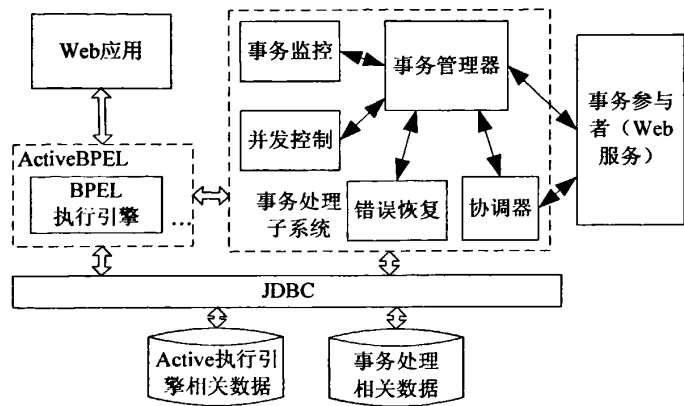 Web应用
事务监控
事务管理器
并发控制
事务参与
者（Web
服务）
ActiveBPEL
BPEL
执行引擎
...
事务处理
子系统
错误恢复
协调器
JDBC
Active执行引
擎相关数据
事务处理
相关数据